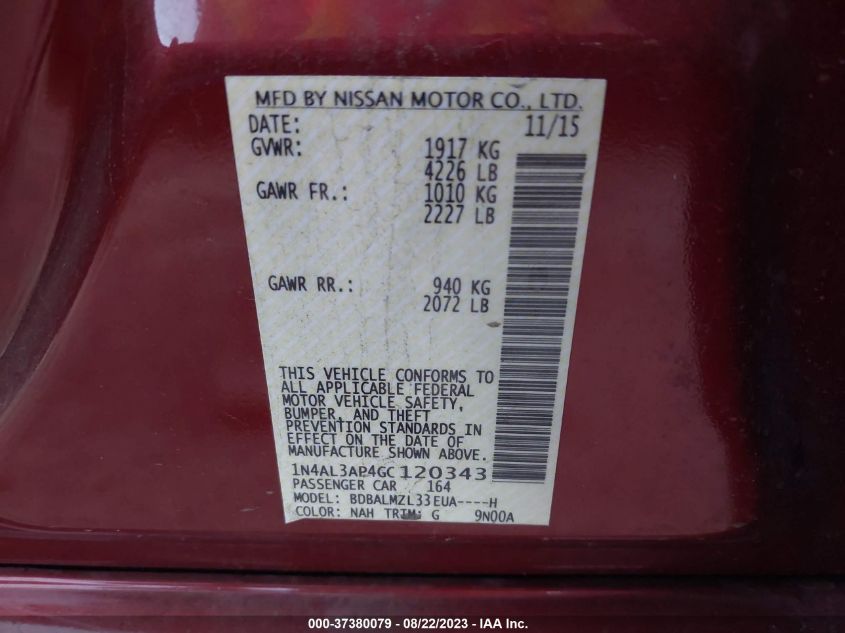 MFD BY NISSAN MOTOR CO., LTD.
DATE: 11/15
GVWR: 1917 KG
4226 LB
GAWR FR.: 1010 KG
2227 LB
GAWR RR.: 940 KG
2072 LB
THIS VEHICLE CONFORMS TO
ALL APPLICABLE FEDERAL
MOTOR VEHICLE SAFETY,
BUMPER, AND THEFT
PREVENTION STANDARDS IN
EFFECT ON THE DATE OF
MANUFACTURE SHOWN ABOVE.
1N4AL3AP4GC120343
PASSENGER CAR 164
MODEL: BDBALMZL33EUA----H
COLOR: NAH TRIM: G 9N00A
000-37380079 - 08/22/2023 - IAA Inc.